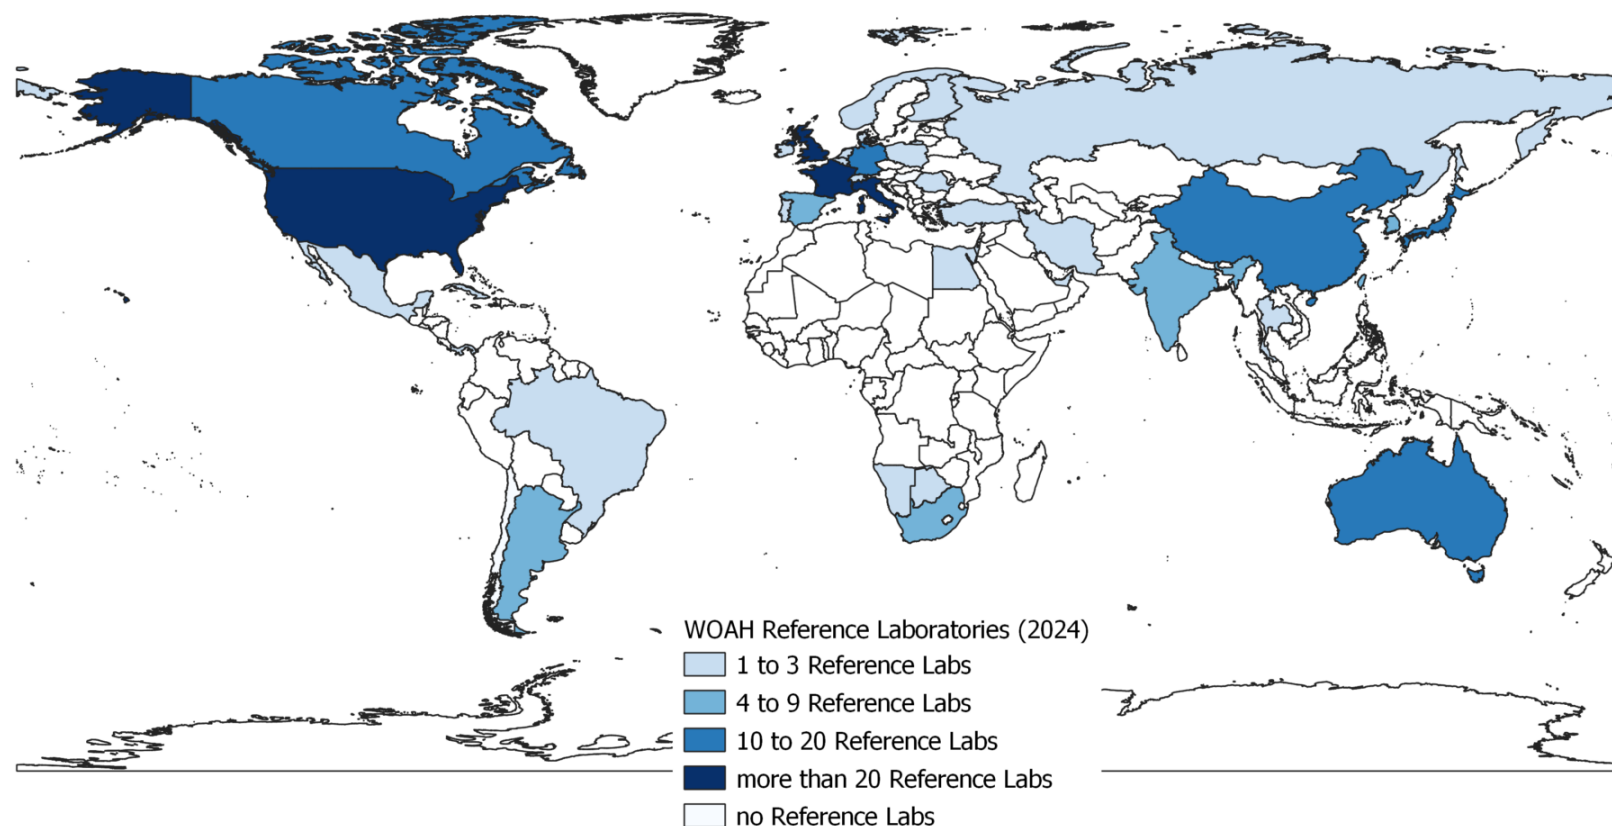 WOAH Reference Laboratories (2024)
1 to 3 Reference Labs
4 to 9 Reference Labs
10 to 20 Reference Labs
more than 20 Reference Labs
no Reference Labs